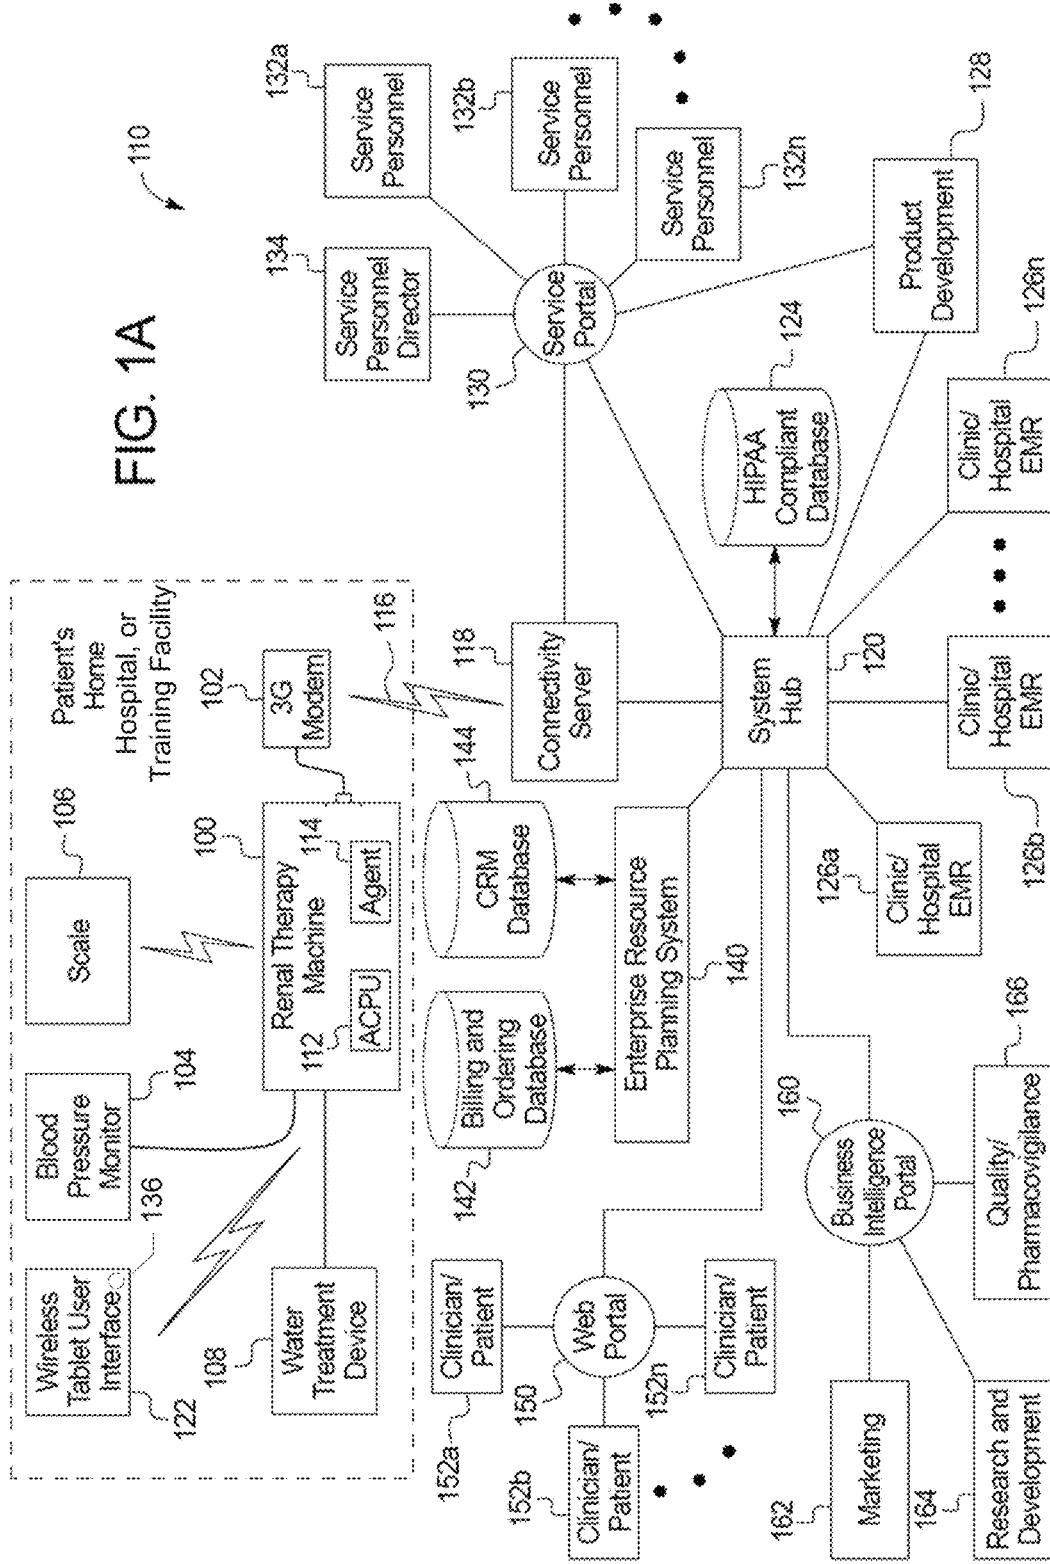 FIG. 1A
110
Patient's
Home
Hospital, or
Training Facility
Wireless
Tablet User
Interface
122
136
Blood
Pressure
Monitor
104
Scale
106
Water
Treatment
Device
108
Renal Therapy
Machine
100
ACPU
112
Agent
114
3G
Modem
102
116
Connectivity
Server
118
Service
Personnel
Director
134
Service
Personnel
132a
Service
Personnel
132b
Service
Personnel
132n
Service
Portal
130
Product
Development
128
HIPAA
Compliant
Database
124
System
Hub
120
Clinic/
Hospital
EMR
126a
Clinic/
Hospital
EMR
126b
Clinic/
Hospital
EMR
126n
Billing and
Ordering
Database
142
CRM
Database
144
Enterprise Resource
Planning System
140
Clinician/
Patient
152a
Clinician/
Patient
152b
Clinician/
Patient
152n
Web
Portal
150
Business
Intelligence
Portal
160
Marketing
162
Research and
Development
164
Quality/
Pharmacovigilance
166